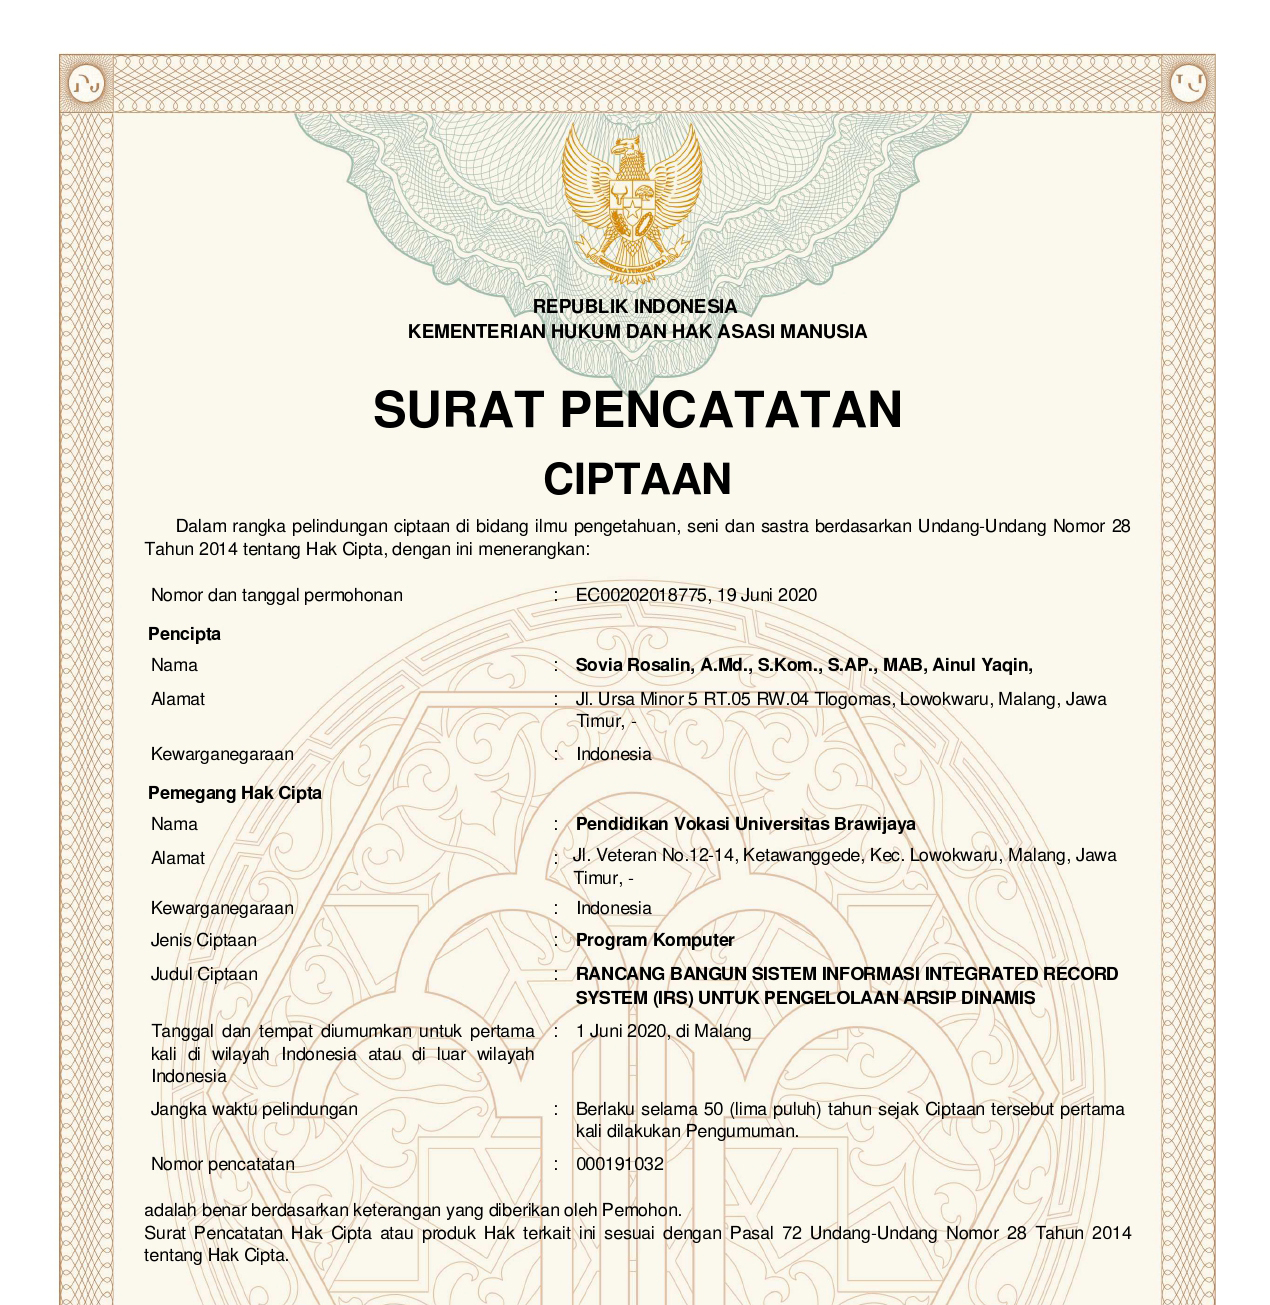 REPUBLIK INDONESIA
KEMENTERIAN HUKUM DAN HAK ASASI MANUSIA
SURAT PENCATATAN
CIPTAAN
Dalam rangka pelindungan ciptaan di bidang ilmu pengetahuan, seni dan sastra berdasarkan Undang-Undang Nomor 28
Tahun 2014 tentang Hak Cipta, dengan ini menerangkan:
Nomor dan tanggal permohonan : EC00202018775, 19 Juni 2020
Pencipta
Nama : Sovia Rosalin, A.Md., S.Kom., S.AP., MAB, Ainul Yaqin,
Alamat : Jl. Ursa Minor 5 RT.05 RW.04 Tlogomas, Lowokwaru, Malang, Jawa
Timur, -
Kewarganegaraan : Indonesia
Pemegang Hak Cipta
Nama : Pendidikan Vokasi Universitas Brawijaya
Alamat : Jl. Veteran No.12-14, Ketawanggede, Kec. Lowokwaru, Malang, Jawa
Timur, -
Kewarganegaraan : Indonesia
Jenis Ciptaan : Program Komputer
Judul Ciptaan : RANCANG BANGUN SISTEM INFORMASI INTEGRATED RECORD
SYSTEM (IRS) UNTUK PENGELOLAAN ARSIP DINAMIS
Tanggal dan tempat diumumkan untuk pertama : 1 Juni 2020, di Malang
kali di wilayah Indonesia atau di luar wilayah
Indonesia
Jangka waktu pelindungan : Berlaku selama 50 (lima puluh) tahun sejak Ciptaan tersebut pertama
kali dilakukan Pengumuman.
Nomor pencatatan : 000191032
adalah benar berdasarkan keterangan yang diberikan oleh Pemohon.
Surat Pencatatan Hak Cipta atau produk Hak terkait ini sesuai dengan Pasal 72 Undang-Undang Nomor 28 Tahun 2014
tentang Hak Cipta.